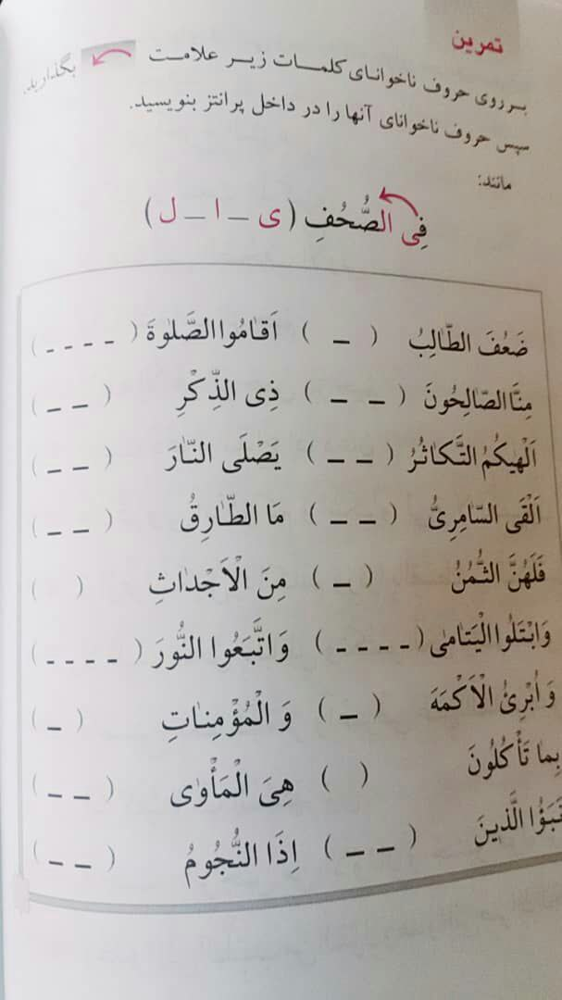 تمرین
بر روی حروف ناخوانای کلمات زیر علامت بگذارید.
سپس حروف ناخوانای آنها را در داخل پرانتز بنویسید.
مانند:
فِی الصُّحُفِ (ی – ا – ل)
ضَعُفَ الطّالِبُ ( – ) اَقامُوا الصَّلوٰةَ ( – – – – )
مِنَّا الصّالِحُونَ ( – – ) ذِی الذِّکْرِ ( – – )
اَلْهیکُمُ التَّکاثُرُ ( – – ) یَصْلَی النّارَ ( – – )
اَلْقَی السّامِرِیُّ ( – – ) مَا الطّارِقُ ( – – )
فَلَهُنَّ الثُّمُنُ ( – ) مِنَ الْاَجْداثِ ( )
وَ ابْتَلُوا الْیَتامٰی ( – – – – ) وَ اتَّبَعُوا النُّورَ ( – – – – )
وَ اُبْرِئُ الْاَکْمَهَ ( – ) وَ الْمُؤْمِناتِ ( – )
بِما تَأْکُلُونَ ( ) هِیَ الْمَأْوٰی ( – – )
الَّذینَ ( – – ) اِذَا النُّجُومُ ( – – )